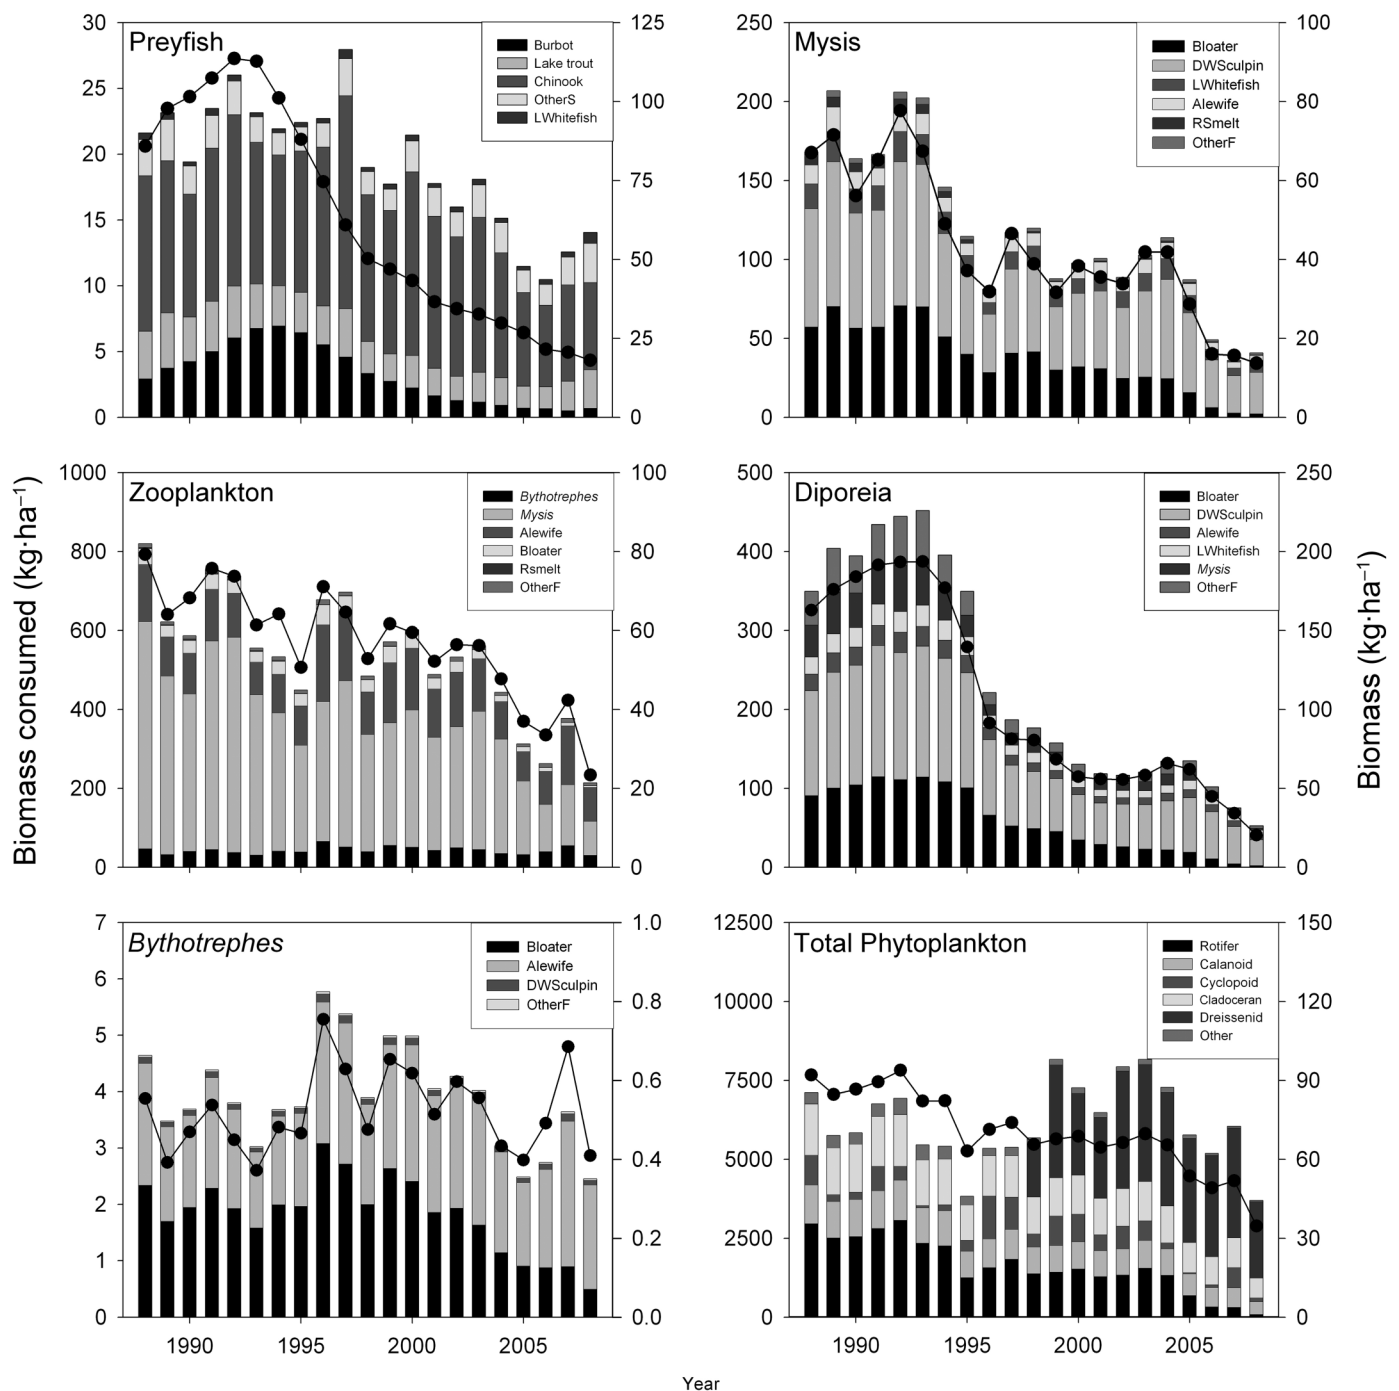 Preyfish
Burbot
Lake trout
Chinook
OtherS
LWhitefish
30
25
20
15
10
5
0
125
100
75
50
25
0
Mysis
Bloater
DWSculpin
LWhitefish
Alewife
RSmelt
OtherF
250
200
150
100
50
0
100
80
60
40
20
0
Biomass consumed (kg·ha⁻¹)
Zooplankton
Bythotrephes
Mysis
Alewife
Bloater
Rsmelt
OtherF
1000
800
600
400
200
0
100
80
60
40
20
0
Diporeia
Bloater
DWSculpin
Alewife
LWhitefish
Mysis
OtherF
500
400
300
200
100
0
250
200
150
100
50
0
Biomass (kg·ha⁻¹)
Bythotrephes
Bloater
Alewife
DWSculpin
OtherF
7
6
5
4
3
2
1
0
1.0
0.8
0.6
0.4
0.2
0.0
1990 1995 2000 2005
Total Phytoplankton
Rotifer
Calanoid
Cyclopoid
Cladoceran
Dreissenid
Other
12500
10000
7500
5000
2500
0
150
120
90
60
30
0
1990 1995 2000 2005
Year